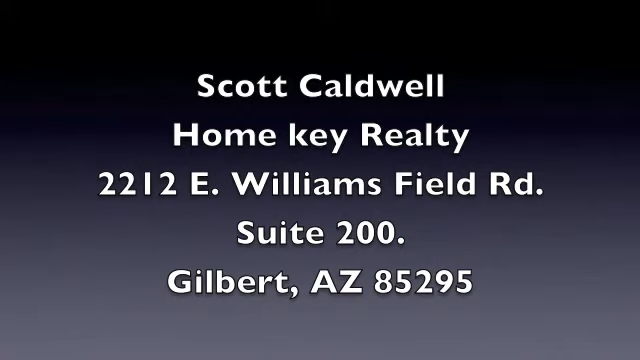 Scott Caldwell
Home key Realty
2212 E. Williams Field Rd.
Suite 200.
Gilbert, AZ 85295